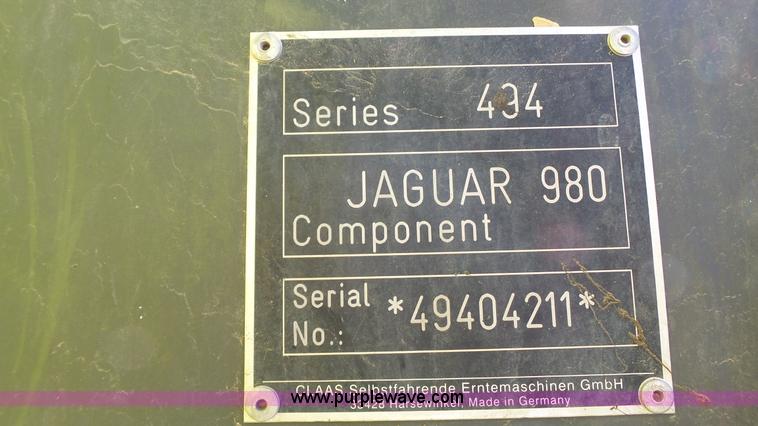 Series 494
JAGUAR 980
Component
Serial
No.: *49404211*
CLAAS Selbstfahrende Erntemaschinen GmbH
www.purplewave.com
33428 Harsewinkel, Made in Germany